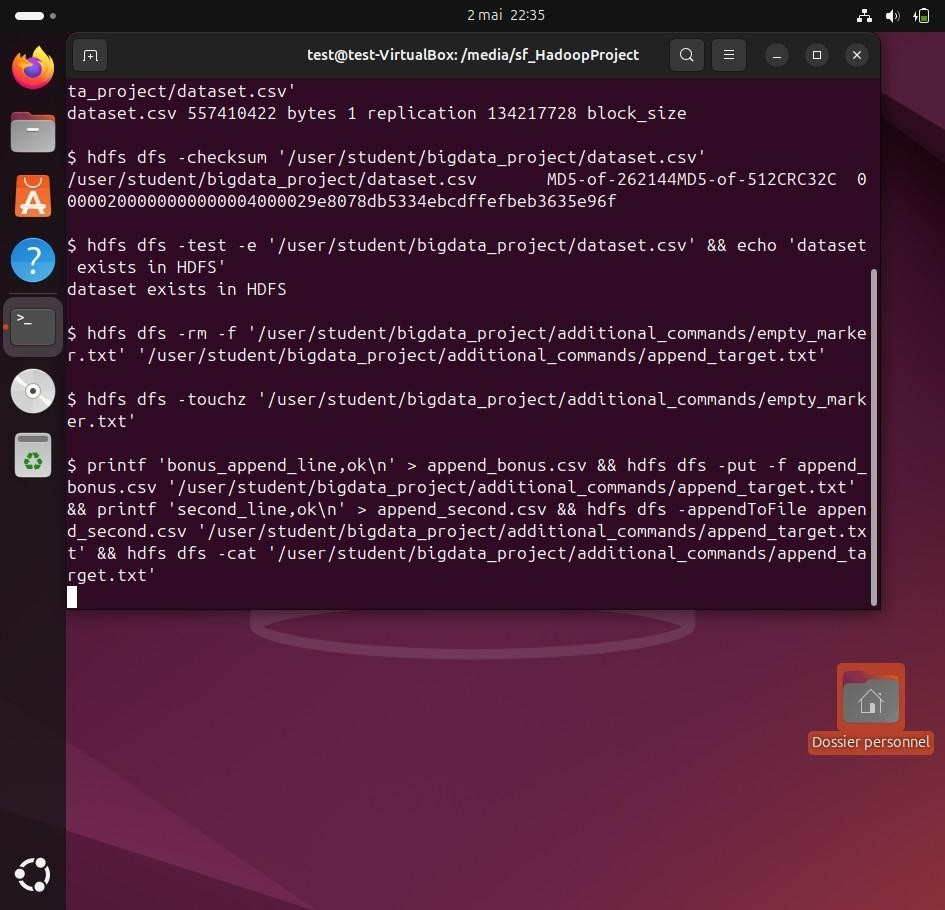 2 mai 22:35
test@test-VirtualBox: /media/sf_HadoopProject
ta_project/dataset.csv'
dataset.csv 557410422 bytes 1 replication 134217728 block_size
$ hdfs dfs -checksum '/user/student/bigdata_project/dataset.csv'
/user/student/bigdata_project/dataset.csv       MD5-of-262144MD5-of-512CRC32C  0
00002000000000000004000029e8078db5334ebcdffefbeb3635e96f
$ hdfs dfs -test -e '/user/student/bigdata_project/dataset.csv' && echo 'dataset
 exists in HDFS'
dataset exists in HDFS
$ hdfs dfs -rm -f '/user/student/bigdata_project/additional_commands/empty_marke
r.txt' '/user/student/bigdata_project/additional_commands/append_target.txt'
$ hdfs dfs -touchz '/user/student/bigdata_project/additional_commands/empty_mark
er.txt'
$ printf 'bonus_append_line,ok\n' > append_bonus.csv && hdfs dfs -put -f append_
bonus.csv '/user/student/bigdata_project/additional_commands/append_target.txt'
&& printf 'second_line,ok\n' > append_second.csv && hdfs dfs -appendToFile appen
d_second.csv '/user/student/bigdata_project/additional_commands/append_target.tx
t' && hdfs dfs -cat '/user/student/bigdata_project/additional_commands/append_ta
rget.txt'
Dossier personnel